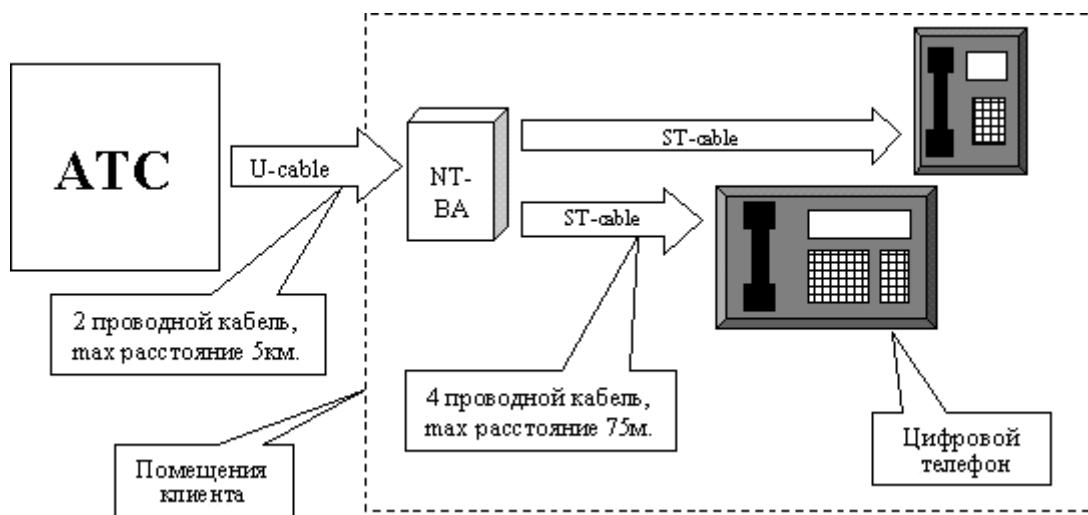 АТС
U-cable
NT-
BA
ST-cable
ST-cable
2 проводной кабель,
max расстояние 5км.
4 проводной кабель,
max расстояние 75м.
Помещения
клиента
Цифровой
телефон